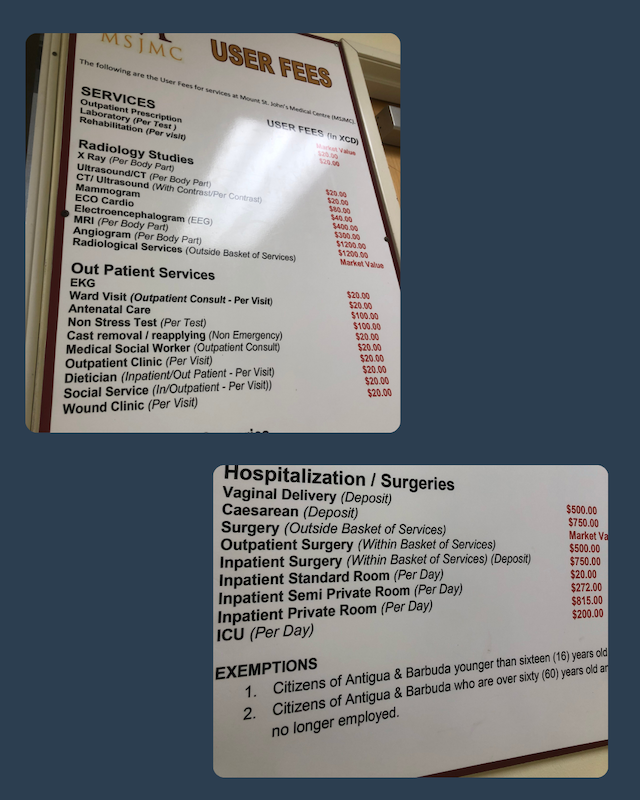 MSJMC
USER FEES
The following are the User Fees for services at Mount St. John's Medical Centre (MSJMC)
SERVICES USER FEES (in XCD)
Outpatient Prescription Market Value
Laboratory (Per Test ) $20.00
Rehabilitation (Per visit) $20.00
Radiology Studies
X Ray (Per Body Part) $20.00
Ultrasound/CT (Per Body Part) $20.00
CT/ Ultrasound (With Contrast/Per Contrast) $80.00
Mammogram $40.00
ECO Cardio $400.00
Electroencephalogram (EEG) $300.00
MRI (Per Body Part) $1200.00
Angiogram (Per Body Part) $1200.00
Radiological Services (Outside Basket of Services) Market Value
Out Patient Services
EKG $20.00
Ward Visit (Outpatient Consult - Per Visit) $20.00
Antenatal Care $100.00
Non Stress Test (Per Test) $100.00
Cast removal / reapplying (Non Emergency) $20.00
Medical Social Worker (Outpatient Consult) $20.00
Outpatient Clinic (Per Visit) $20.00
Dietician (Inpatient/Out Patient - Per Visit) $20.00
Social Service (In/Outpatient - Per Visit)) $20.00
Wound Clinic (Per Visit) $20.00
Hospitalization / Surgeries
Vaginal Delivery (Deposit) $500.00
Caesarean (Deposit) $750.00
Surgery (Outside Basket of Services) Market Va
Outpatient Surgery (Within Basket of Services) $500.00
Inpatient Surgery (Within Basket of Services) (Deposit) $750.00
Inpatient Standard Room (Per Day) $20.00
Inpatient Semi Private Room (Per Day) $272.00
Inpatient Private Room (Per Day) $815.00
ICU (Per Day) $200.00
EXEMPTIONS
1. Citizens of Antigua & Barbuda younger than sixteen (16) years old
2. Citizens of Antigua & Barbuda who are over sixty (60) years old ar
no longer employed.